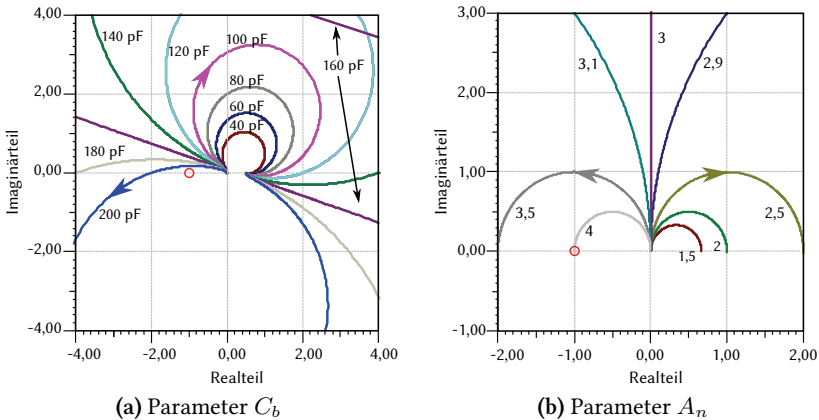 4,00
2,00
0,00
-2,00
-4,00
Imaginärteil
140 pF
120 pF
100 pF
160 pF
80 pF
60 pF
40 pF
180 pF
200 pF
-4,00 -2,00 0,00 2,00 4,00
Realteil
(a) Parameter C_b
3,00
2,00
1,00
0,00
-1,00
Imaginärteil
3
3,1 2,9
3,5 4 1,5 2 2,5
-2,00 -1,00 0,00 1,00 2,00
Realteil
(b) Parameter A_n